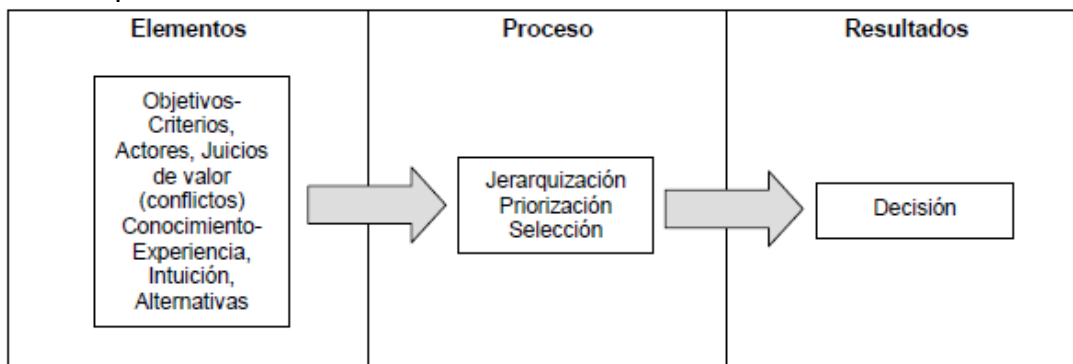 Elementos
Proceso
Resultados
Objetivos-
Criterios,
Actores, Juicios
de valor
(conflictos)
Conocimiento-
Experiencia,
Intuición,
Alternativas
Jerarquización
Priorización
Selección
Decisión